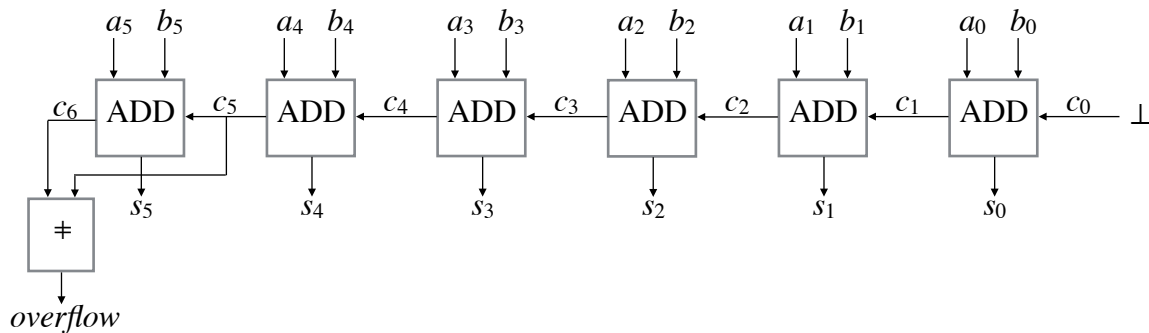 a₅ b₅ a₄ b₄ a₃ b₃ a₂ b₂ a₁ b₁ a₀ b₀
c₆ ADD c₅ ADD c₄ ADD c₃ ADD c₂ ADD c₁ ADD c₀ ⊥
s₅ s₄ s₃ s₂ s₁ s₀
≠
overflow